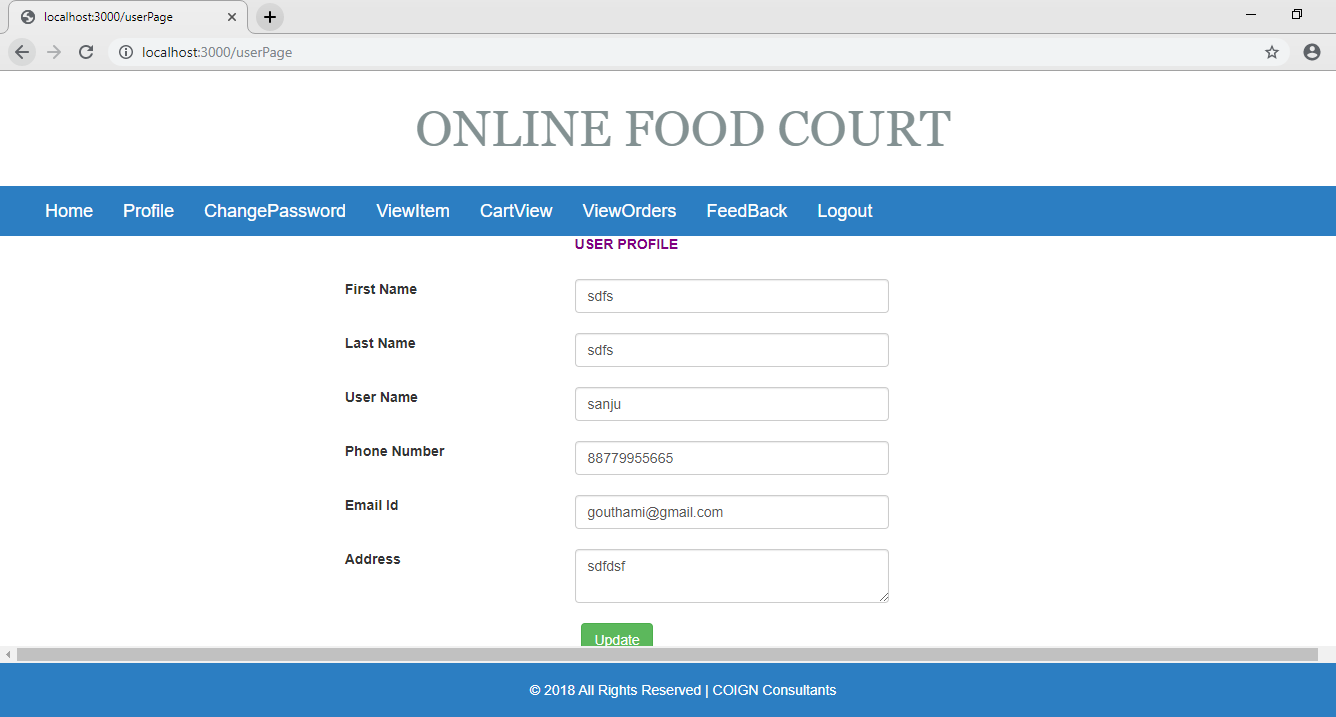 localhost:3000/userPage
localhost:3000/userPage
ONLINE FOOD COURT
Home Profile ChangePassword ViewItem CartView ViewOrders FeedBack Logout
USER PROFILE
First Name sdfs
Last Name sdfs
User Name sanju
Phone Number 88779955665
Email Id gouthami@gmail.com
Address sdfdsf
Update
© 2018 All Rights Reserved | COIGN Consultants